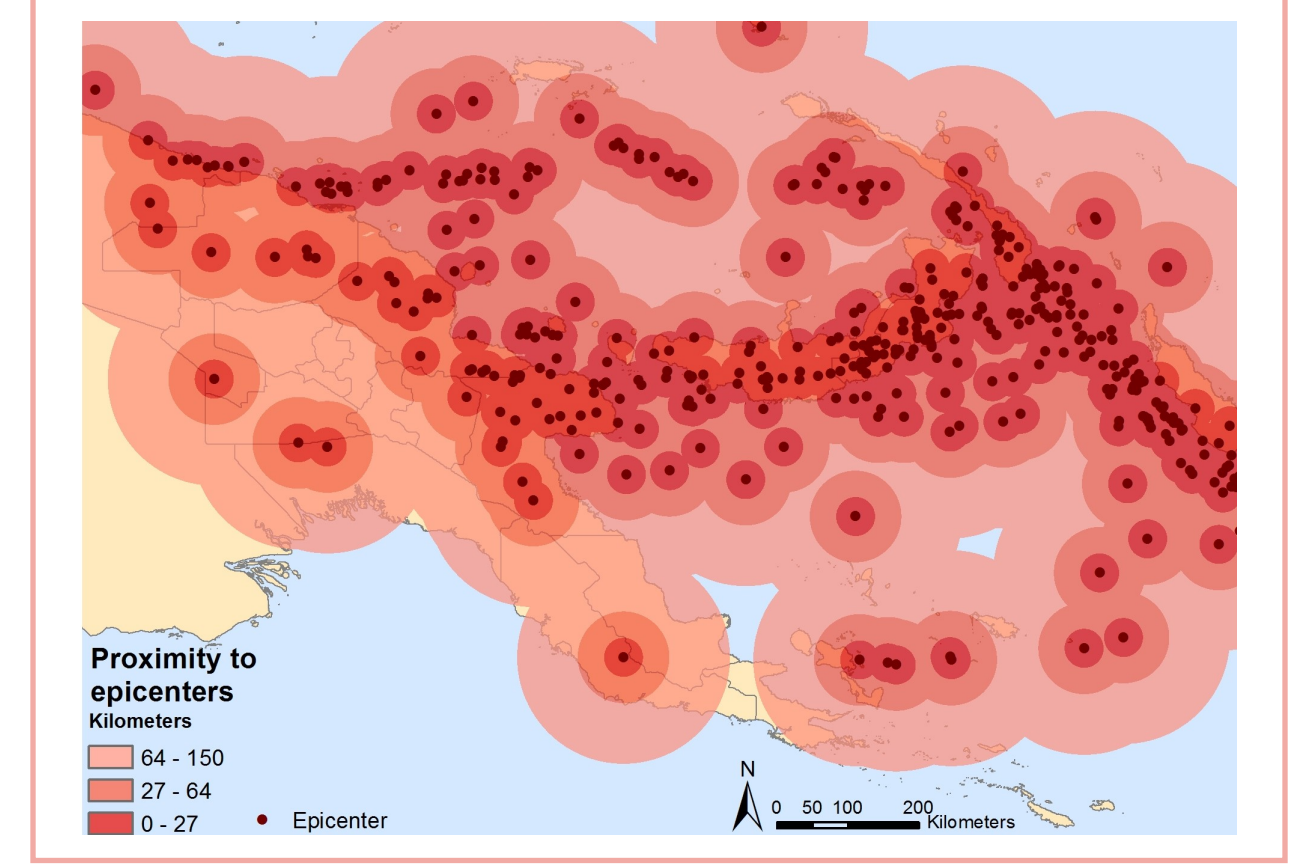 Proximity to
epicenters
Kilometers
64 - 150
27 - 64
0 - 27
Epicenter
N
0 50 100 200
Kilometers